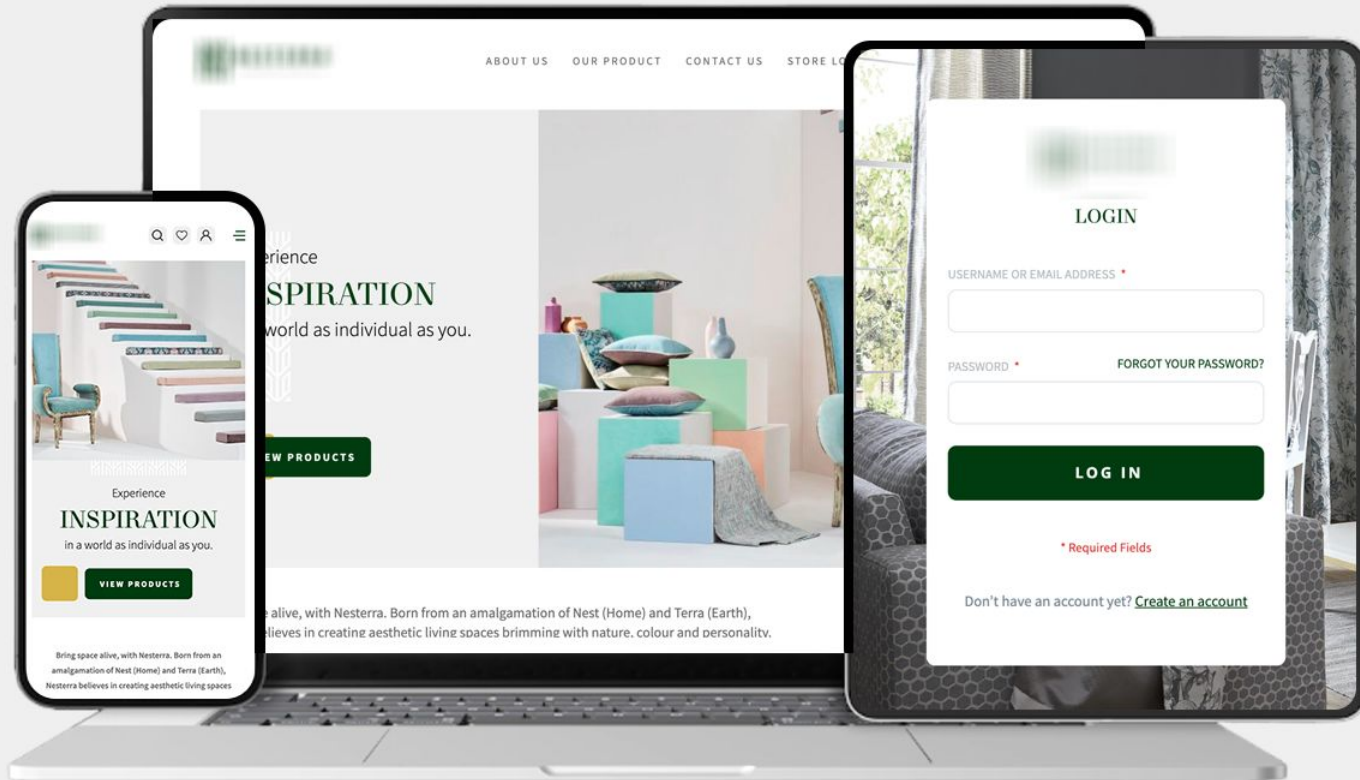 ABOUT US OUR PRODUCT CONTACT US STORE LO
erience
SPIRATION
world as individual as you.
EW PRODUCTS
e alive, with Nesterra. Born from an amalgamation of Nest (Home) and Terra (Earth),
elieves in creating aesthetic living spaces brimming with nature, colour and personality.
Experience
INSPIRATION
in a world as individual as you.
VIEW PRODUCTS
Bring space alive, with Nesterra. Born from an
amalgamation of Nest (Home) and Terra (Earth),
Nesterra believes in creating aesthetic living spaces
LOGIN
USERNAME OR EMAIL ADDRESS *
PASSWORD * FORGOT YOUR PASSWORD?
LOG IN
* Required Fields
Don't have an account yet? Create an account